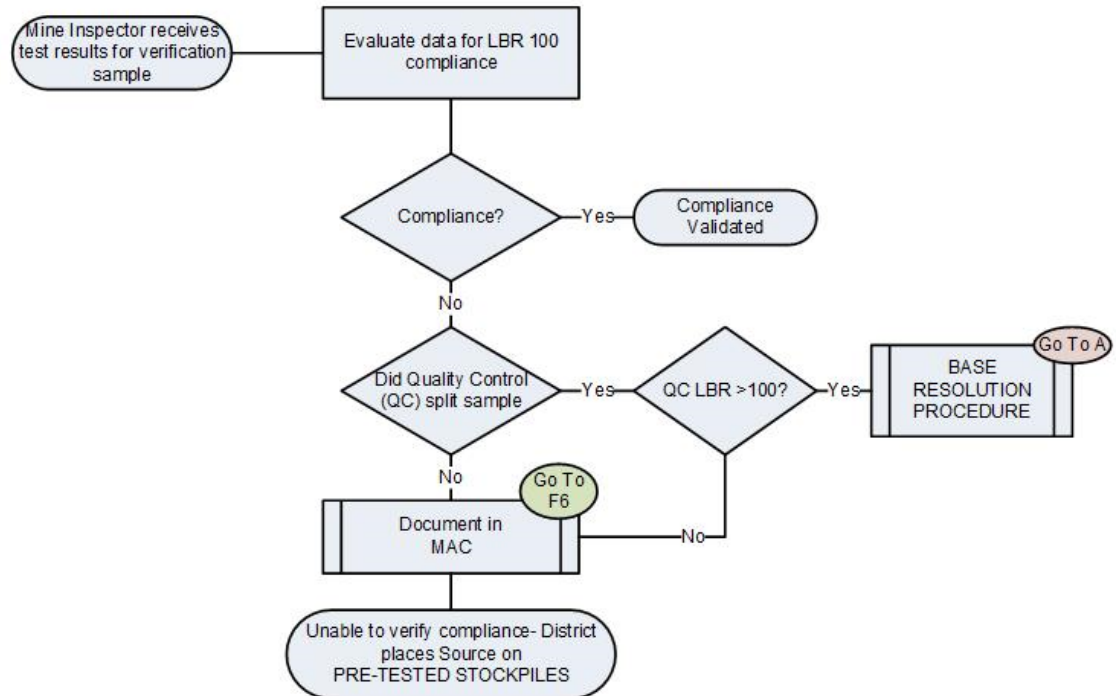 Mine Inspector receives
test results for verification
sample
Evaluate data for LBR 100
compliance
Compliance?
Yes
Compliance
Validated
No
Did Quality Control
(QC) split sample
Yes
QC LBR >100?
Yes
Go To A
BASE
RESOLUTION
PROCEDURE
No
Go To
F6
Document in
MAC
No
Unable to verify compliance- District
places Source on
PRE-TESTED STOCKPILES